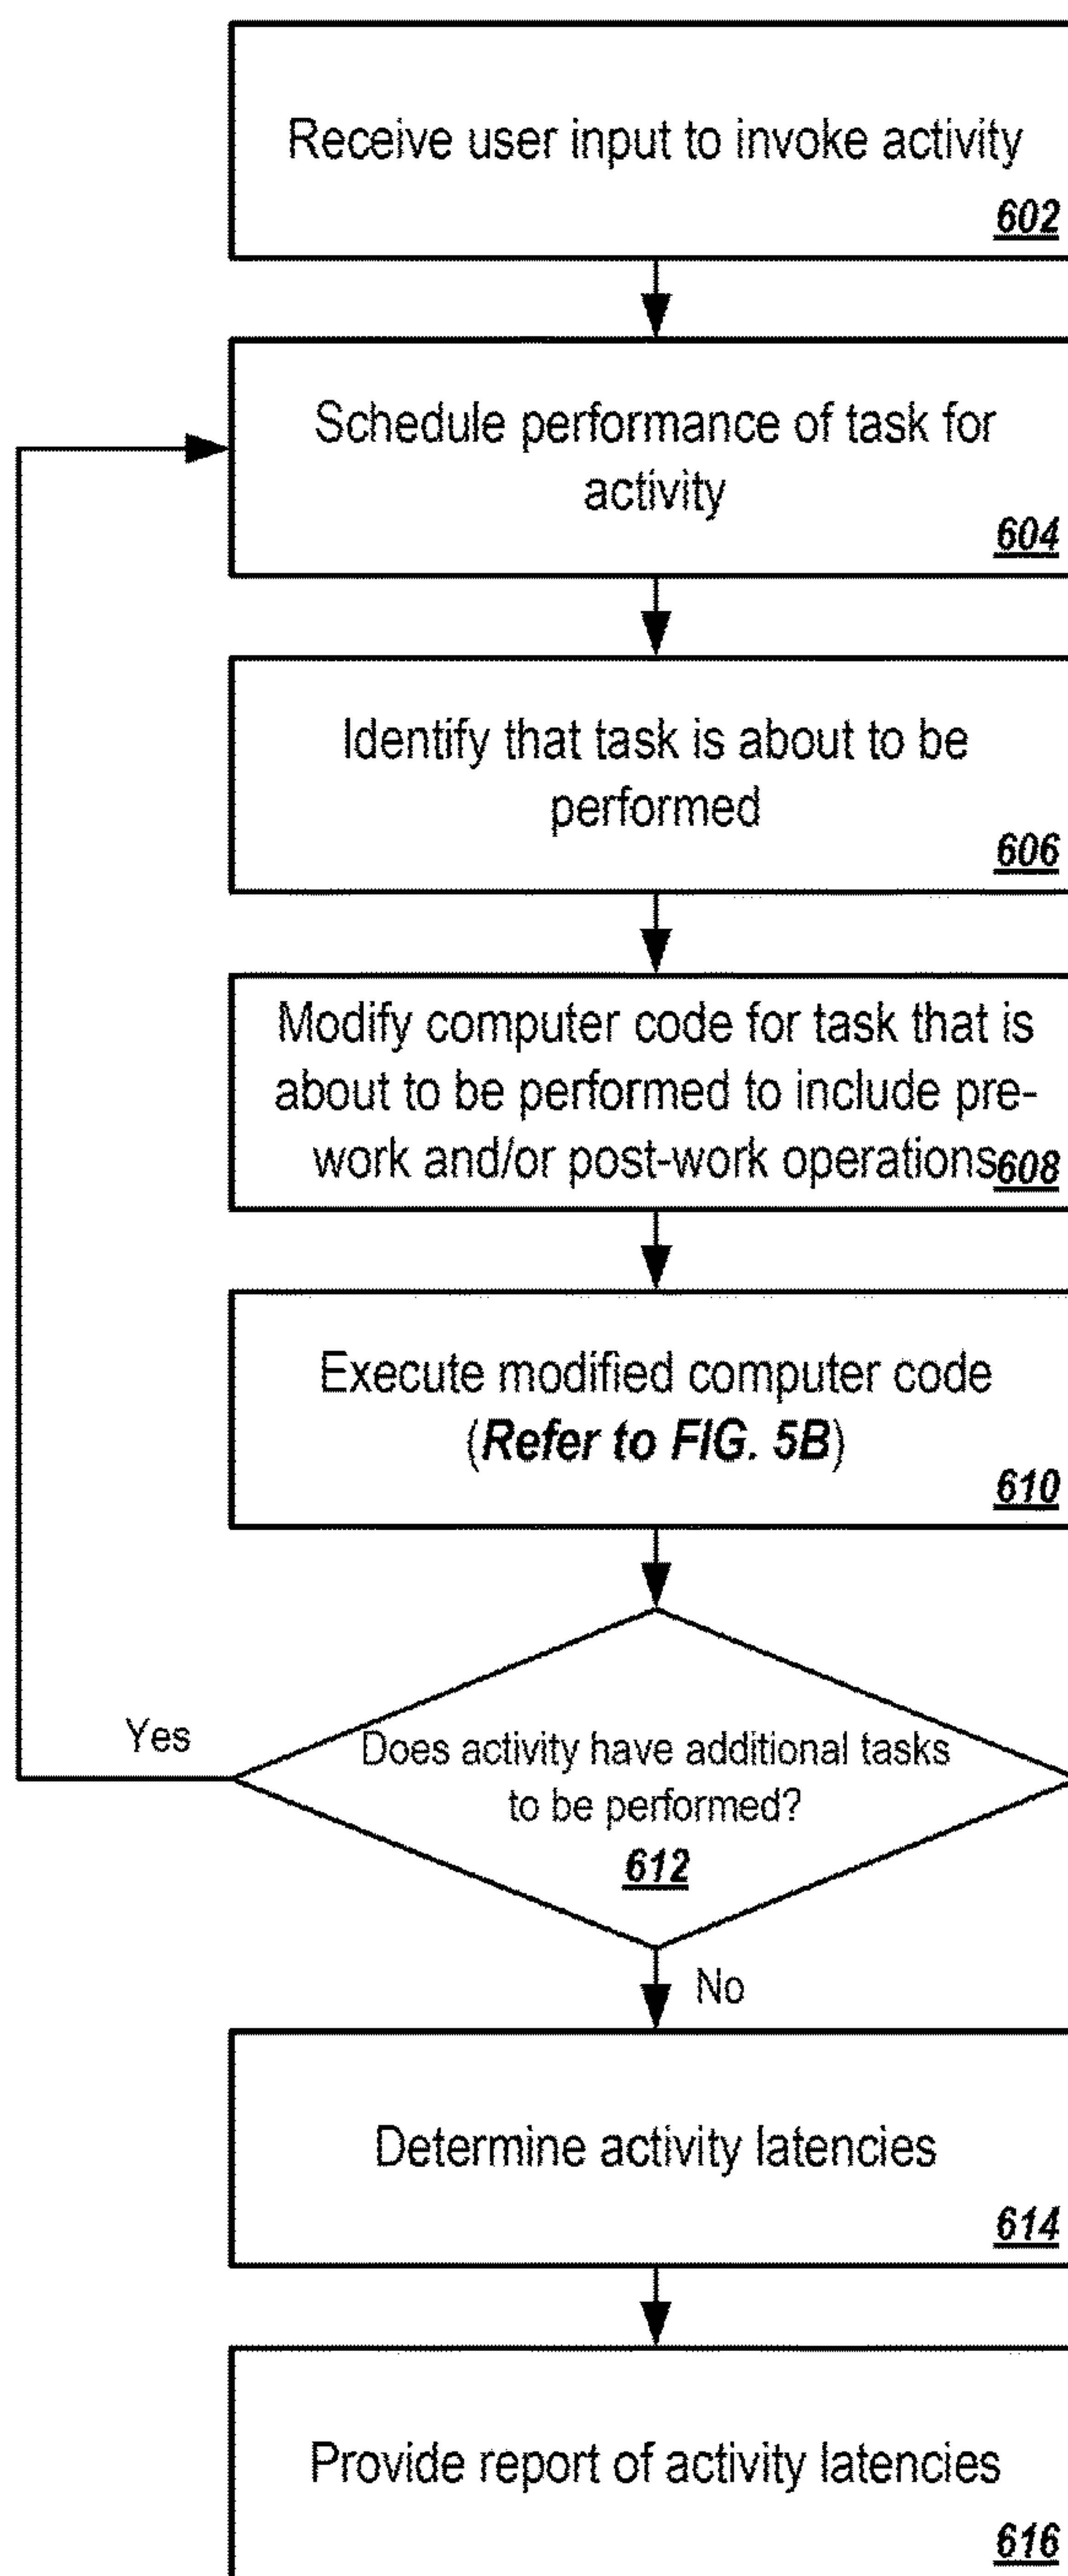 Receive user input to invoke activity
602
Schedule performance of task for
activity
604
Identify that task is about to be
performed
606
Modify computer code for task that is
about to be performed to include pre-
work and/or post-work operations
608
Execute modified computer code
(Refer to FIG. 5B)
610
Yes
Does activity have additional tasks
to be performed?
612
No
Determine activity latencies
614
Provide report of activity latencies
616